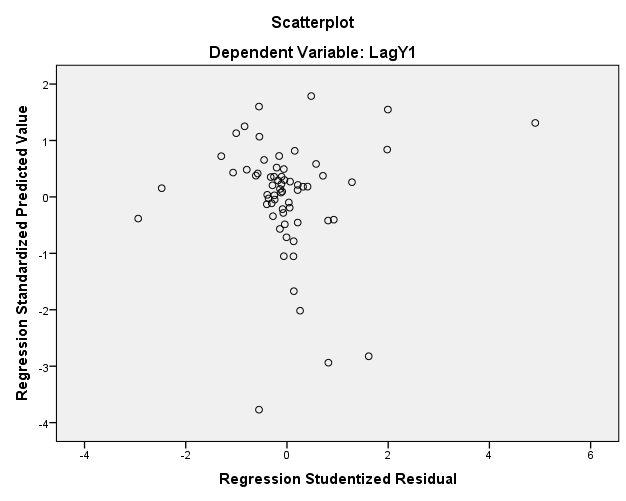 Scatterplot
Dependent Variable: LagY1
Regression Standardized Predicted Value
2
1
0
-1
-2
-3
-4
-4 -2 0 2 4 6
Regression Studentized Residual